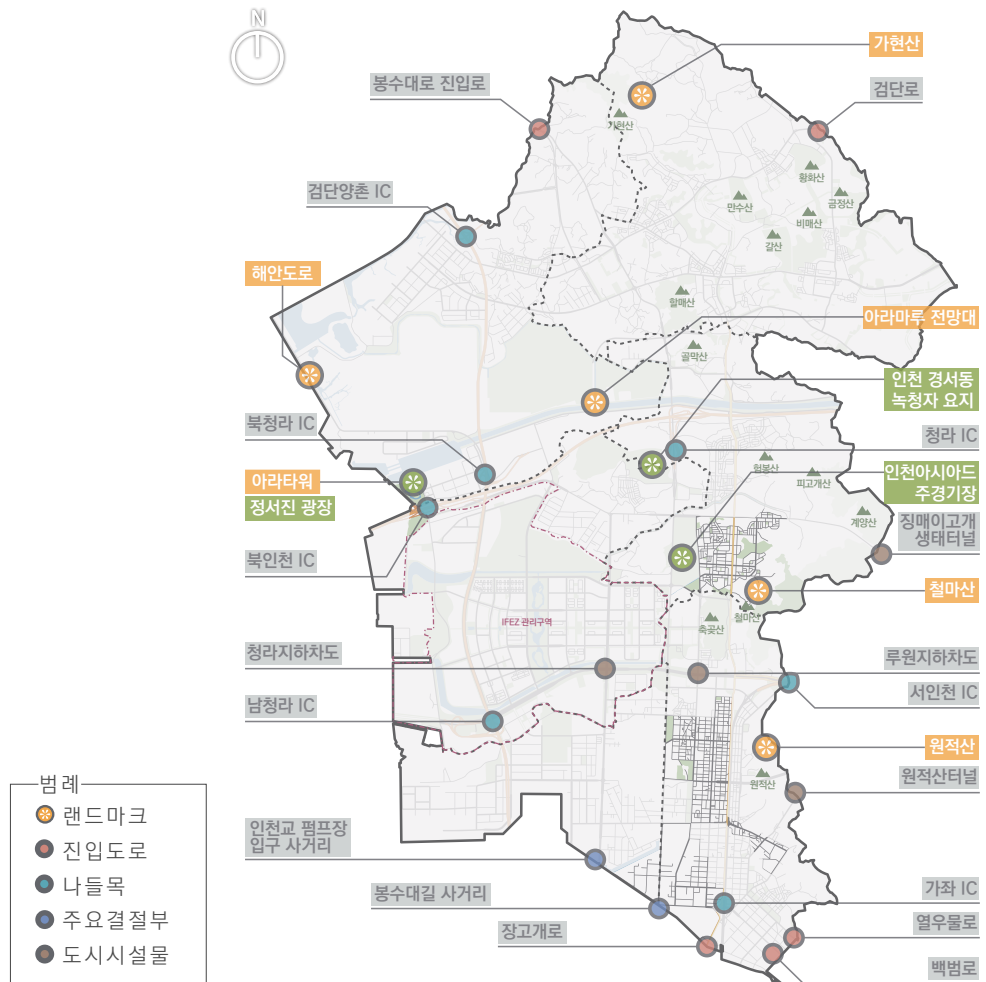 N
가현산
봉수대로 진입로
검단로
가현산
황화산
금정산
만수산
비매산
갈산
검단양촌 IC
해안도로
할매산
아라마루 전망대
골막산
인천 경서동
녹청자 요지
북청라 IC
청라 IC
인천아시아드
주경기장
아라타워
정서진 광장
피고개산
계양산
징매이고개
생태터널
북인천 IC
철마산
철마산
축곶산
IFEZ 관리구역
청라지하차도
루원지하차도
서인천 IC
남청라 IC
원적산
원적산터널
원적산
범례
랜드마크
진입도로
나들목
주요결절부
도시시설물
인천교 펌프장
입구 사거리
봉수대길 사거리
가좌 IC
장고개로
열우물로
백범로